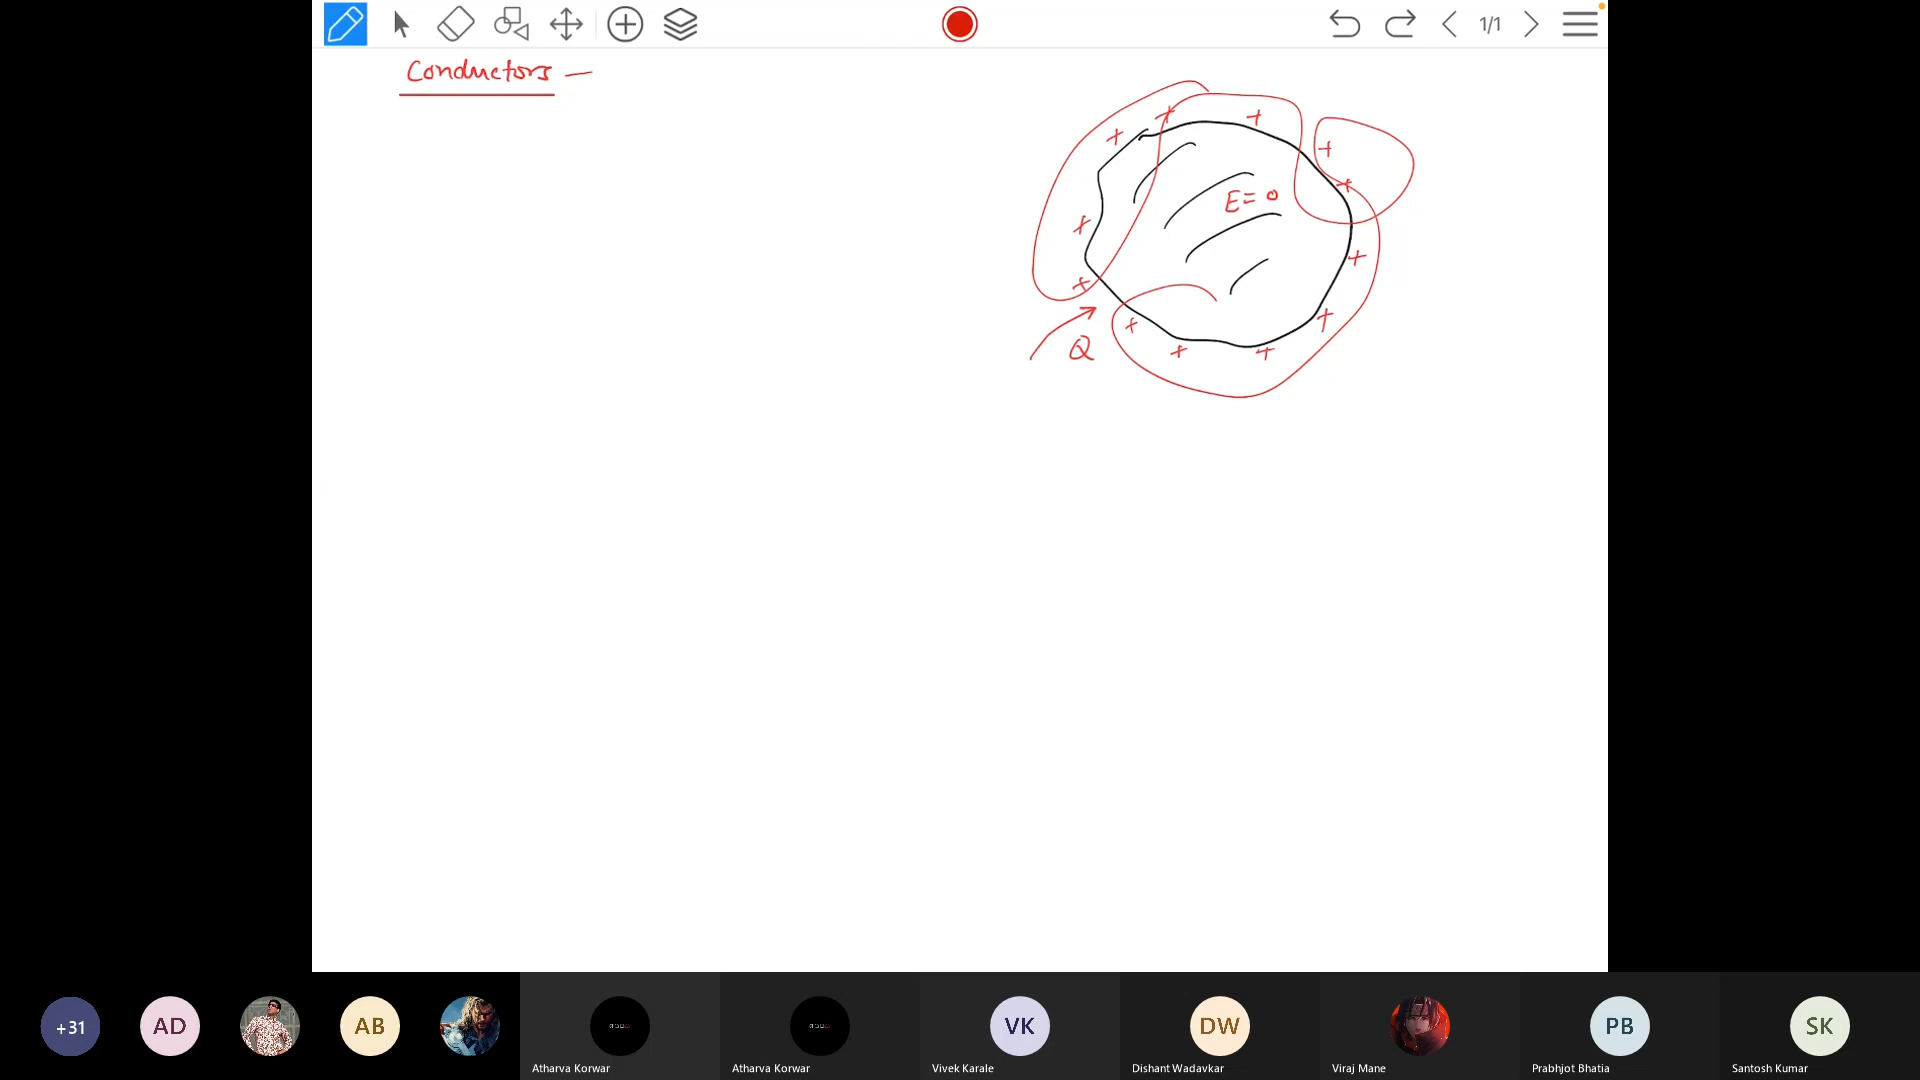 1/1
Conductors —
+ + + + + + + + + + + + +
E = 0
Q
+31
AD
AB
VK
DW
PB
SK
Atharva Korwar
Atharva Korwar
Vivek Karale
Dishant Wadavkar
Viraj Mane
Prabhjot Bhatia
Santosh Kumar